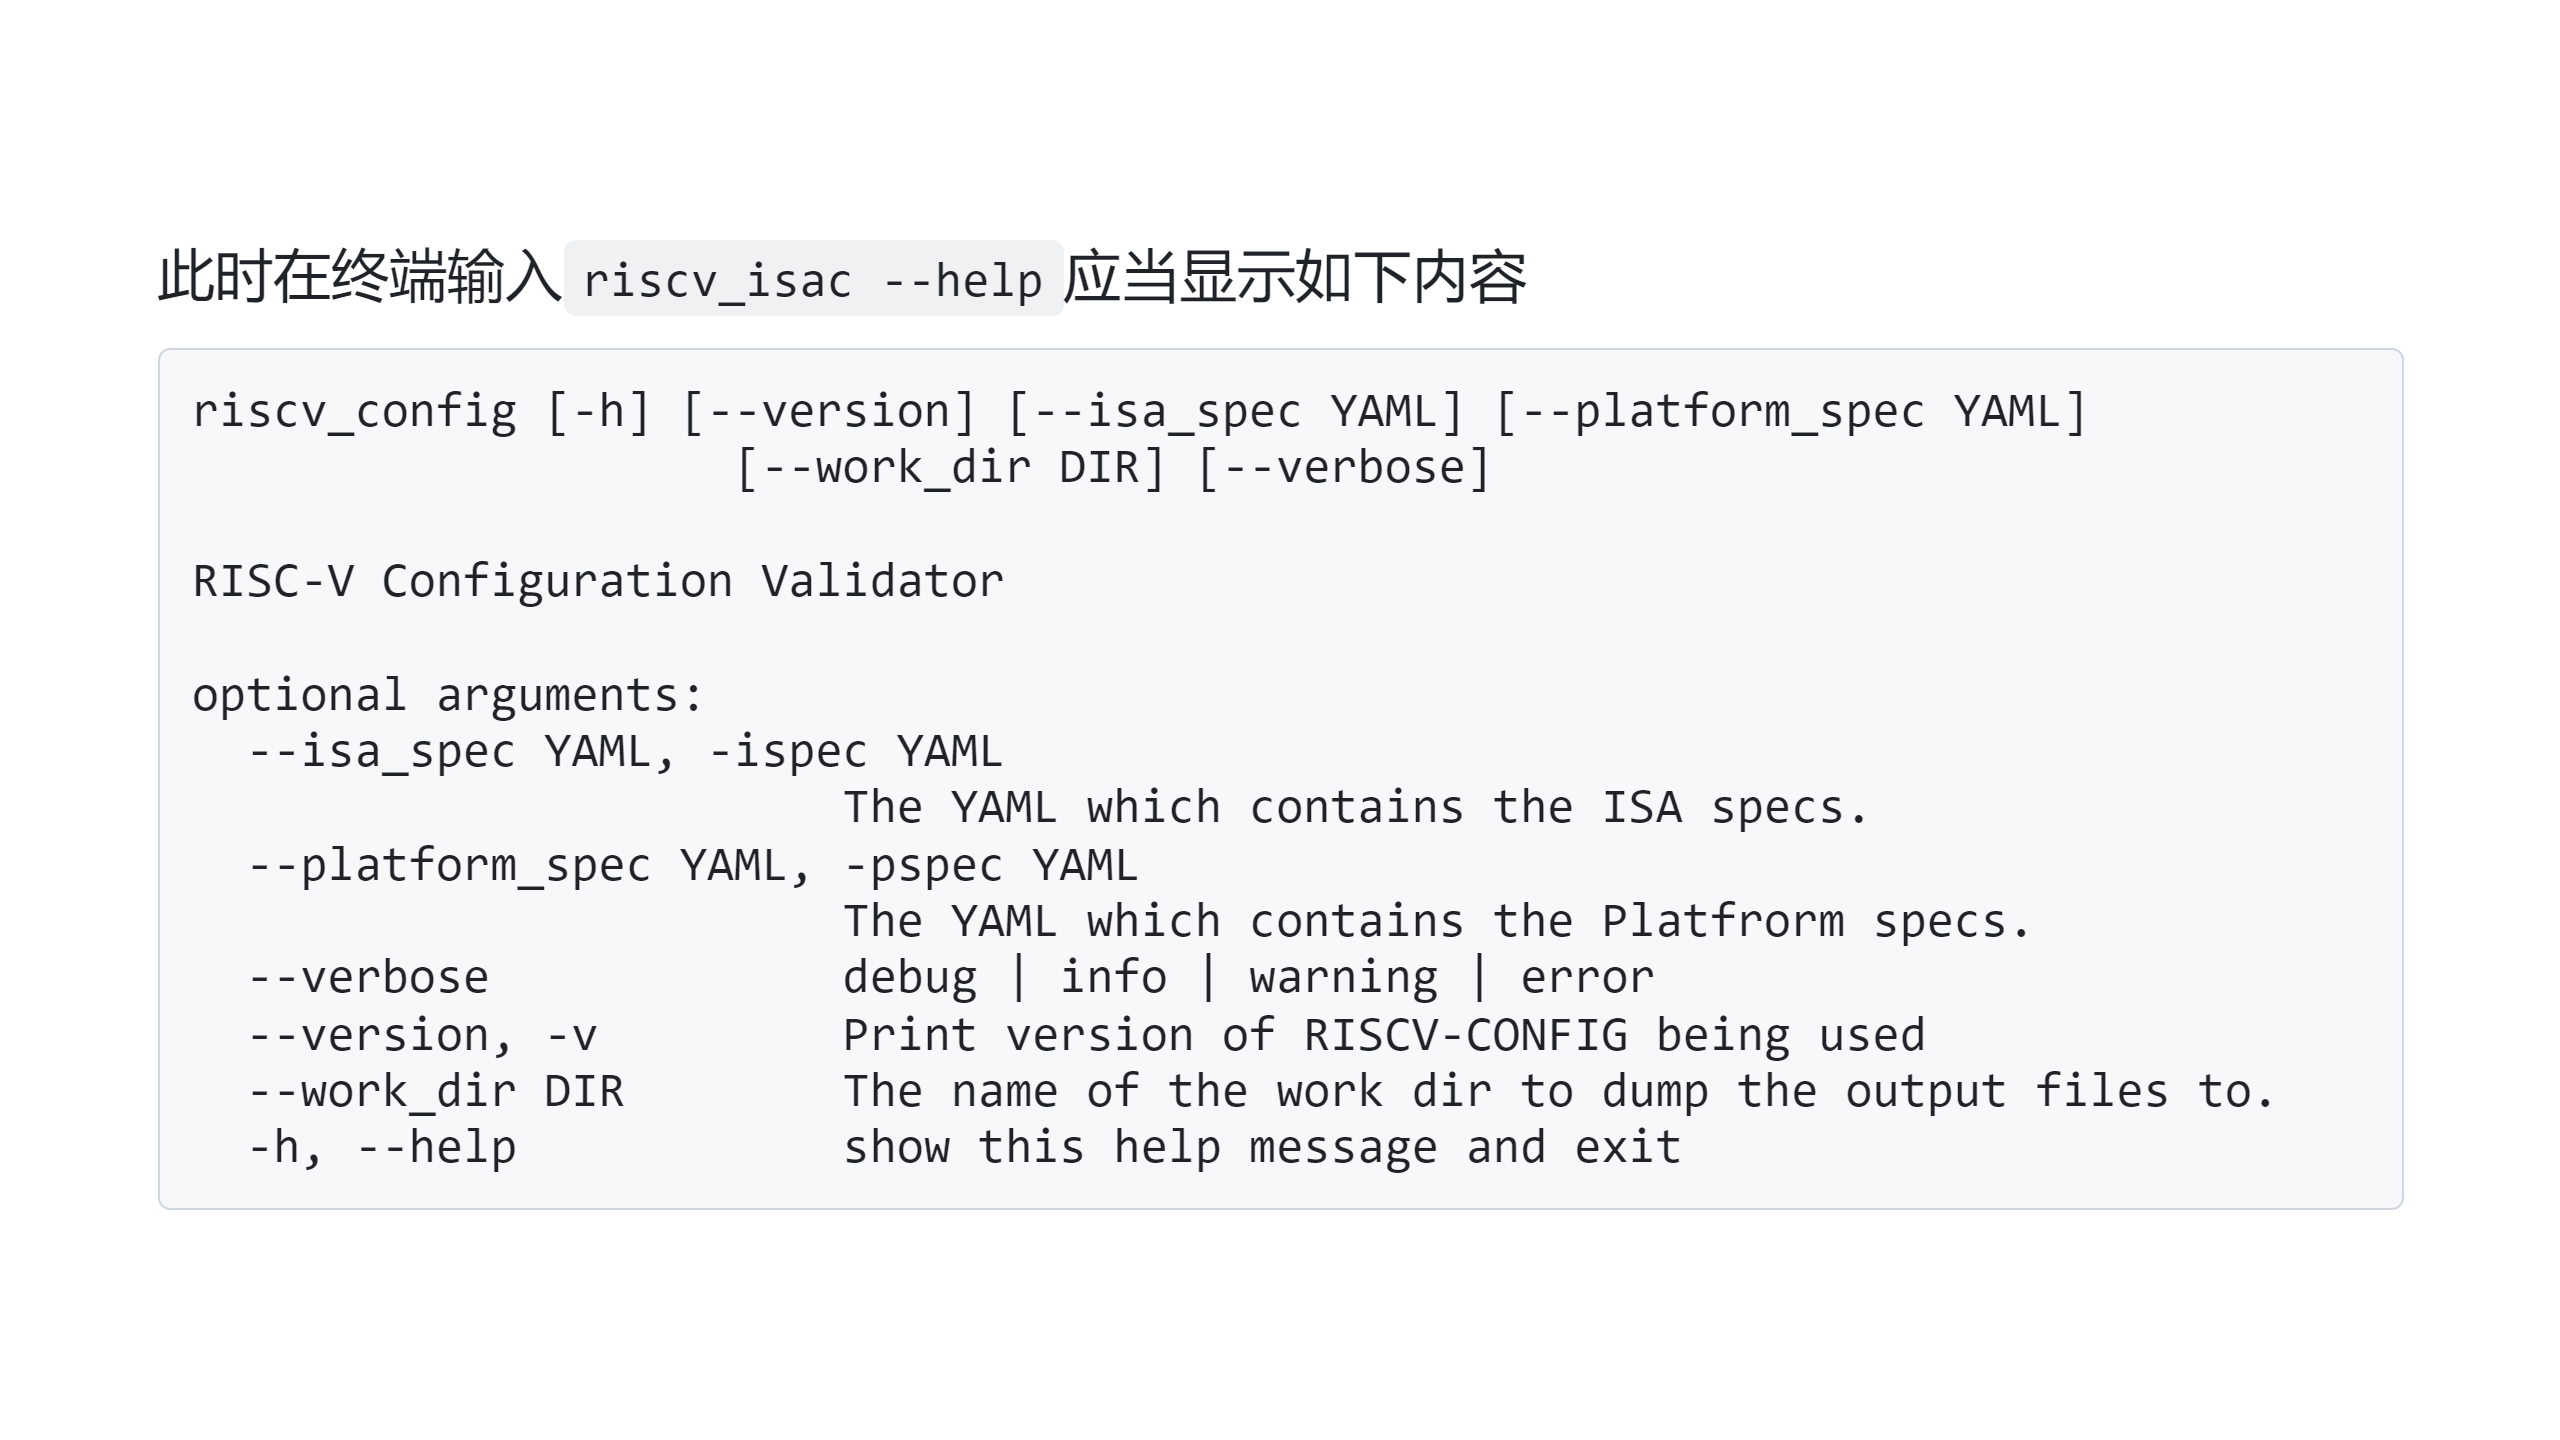 此时在终端输入 riscv_isac --help 应当显示如下内容
riscv_config [-h] [--version] [--isa_spec YAML] [--platform_spec YAML]
                    [--work_dir DIR] [--verbose]

RISC-V Configuration Validator

optional arguments:
  --isa_spec YAML, -ispec YAML
                        The YAML which contains the ISA specs.
  --platform_spec YAML, -pspec YAML
                        The YAML which contains the Platfrorm specs.
  --verbose             debug | info | warning | error
  --version, -v         Print version of RISCV-CONFIG being used
  --work_dir DIR        The name of the work dir to dump the output files to.
  -h, --help            show this help message and exit